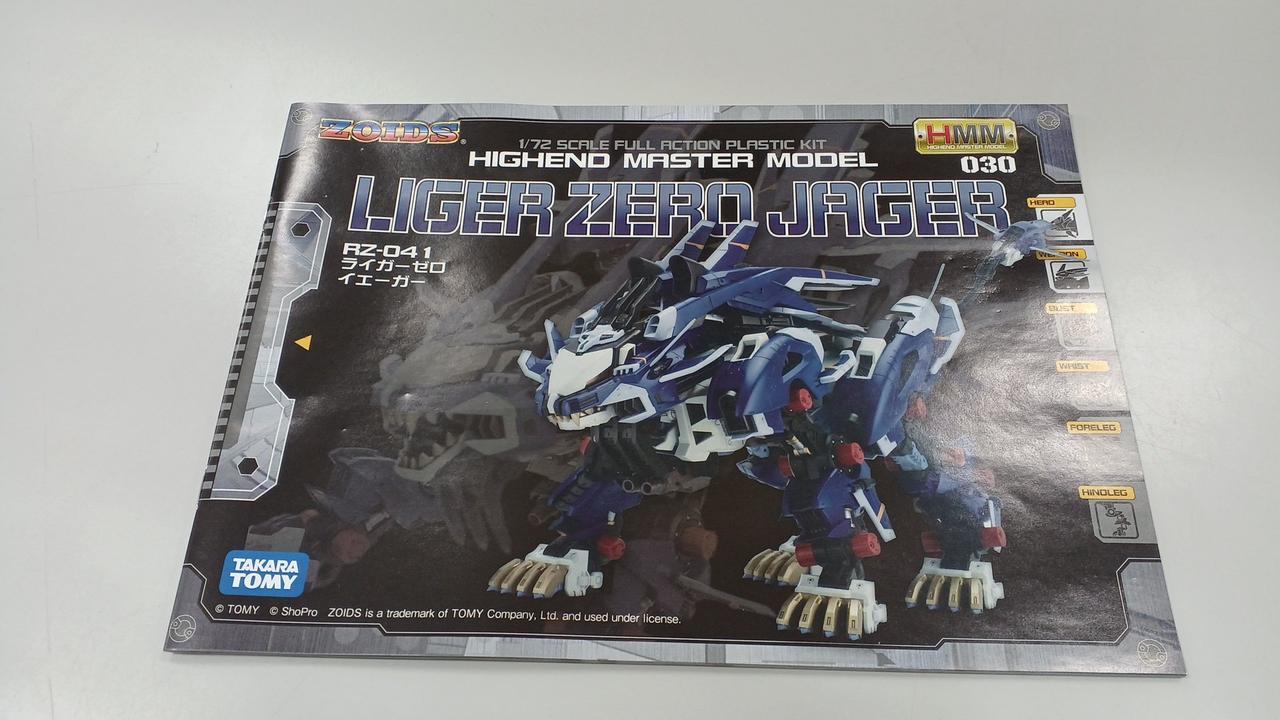 ZOIDS
1/72 SCALE FULL ACTION PLASTIC KIT
HIGHEND MASTER MODEL
HMM
HIGHEND MASTER MODEL
030
LIGER ZERO JAGER
RZ-041
ライガーゼロ
イエーガー
HEAD
WEAPON
BUST
WRIST
FORELEG
HINDLEG
TAKARA
TOMY
© TOMY © ShoPro ZOIDS is a trademark of TOMY Company, Ltd. and used under license.